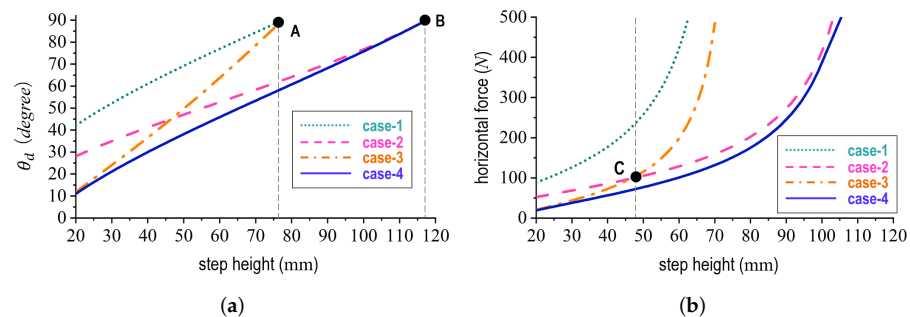 θd (degree)
90
80
70
60
50
40
30
20
10
0
A
B
case-1
case-2
case-3
case-4
20 30 40 50 60 70 80 90 100 110 120
step height (mm)
(a)
horizontal force (N)
500
400
300
200
100
0
C
case-1
case-2
case-3
case-4
20 30 40 50 60 70 80 90 100 110 120
step height (mm)
(b)